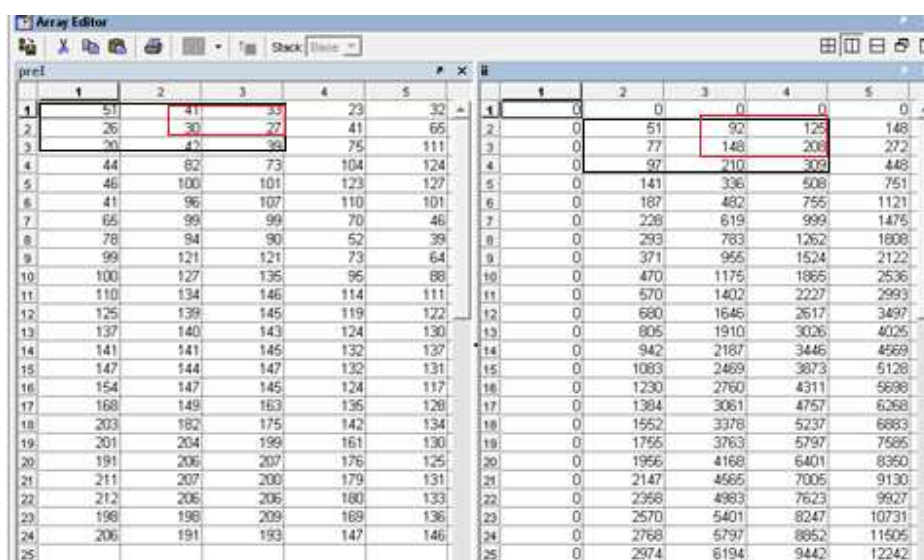 Array Editor
Stack: Base
preI
1 2 3 4 5
1 51 41 33 23 32
2 26 30 27 41 65
3 20 42 39 75 111
4 44 82 73 104 124
5 46 100 101 123 127
6 41 96 107 110 101
7 65 99 99 70 46
8 78 94 90 52 39
9 99 121 121 73 64
10 100 127 135 95 88
11 110 134 146 114 111
12 125 139 145 119 122
13 137 140 143 124 130
14 141 141 145 132 137
15 147 144 147 132 131
16 154 147 145 124 117
17 168 149 163 135 128
18 203 182 175 142 134
19 201 204 199 161 130
20 191 206 207 176 125
21 211 207 200 179 131
22 212 206 206 180 133
23 198 198 209 169 136
24 206 191 193 147 146
25
ii
1 2 3 4 5
1 0 0 0 0 0
2 0 51 92 125 148
3 0 77 148 208 272
4 0 97 210 309 448
5 0 141 336 508 751
6 0 187 482 755 1121
7 0 228 619 999 1475
8 0 293 783 1262 1808
9 0 371 955 1524 2122
10 0 470 1175 1865 2536
11 0 570 1402 2227 2993
12 0 680 1646 2617 3497
13 0 805 1910 3026 4025
14 0 942 2187 3446 4569
15 0 1083 2469 3873 5128
16 0 1230 2760 4311 5698
17 0 1384 3061 4757 6268
18 0 1552 3378 5237 6883
19 0 1755 3763 5797 7585
20 0 1956 4168 6401 8350
21 0 2147 4565 7005 9130
22 0 2358 4983 7623 9927
23 0 2570 5401 8247 10731
24 0 2768 5797 8852 11505
25 0 2974 6194 9442 12242